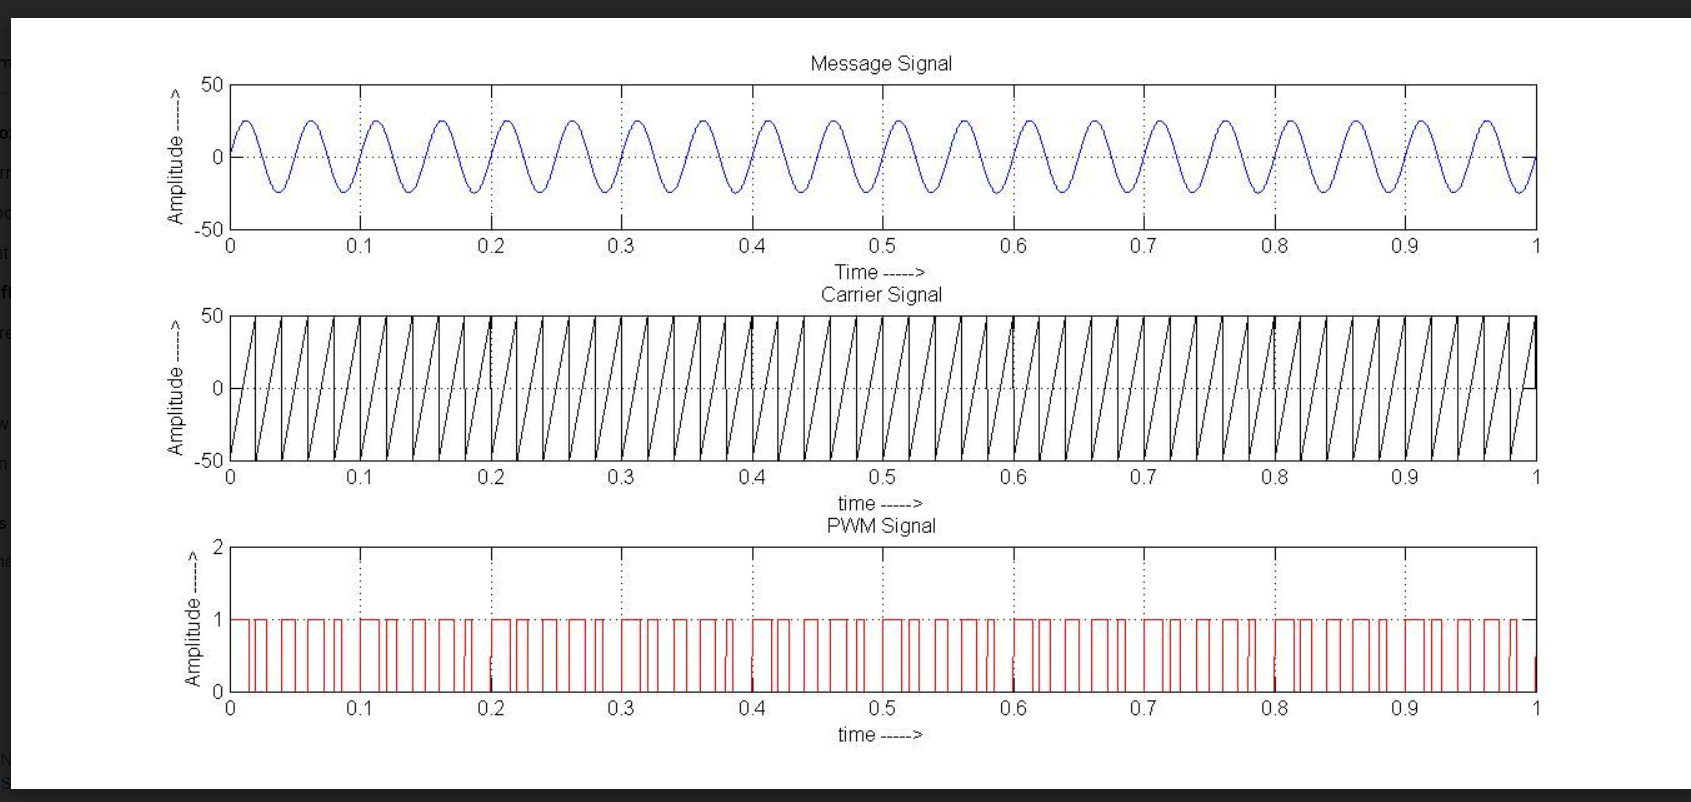 Message Signal
Amplitude ----->
50
0
-50
0 0.1 0.2 0.3 0.4 0.5 0.6 0.7 0.8 0.9 1
Time ----->
Carrier Signal
Amplitude ----->
50
0
-50
0 0.1 0.2 0.3 0.4 0.5 0.6 0.7 0.8 0.9 1
time ----->
PWM Signal
Amplitude ----->
2
1
0
0 0.1 0.2 0.3 0.4 0.5 0.6 0.7 0.8 0.9 1
time ----->